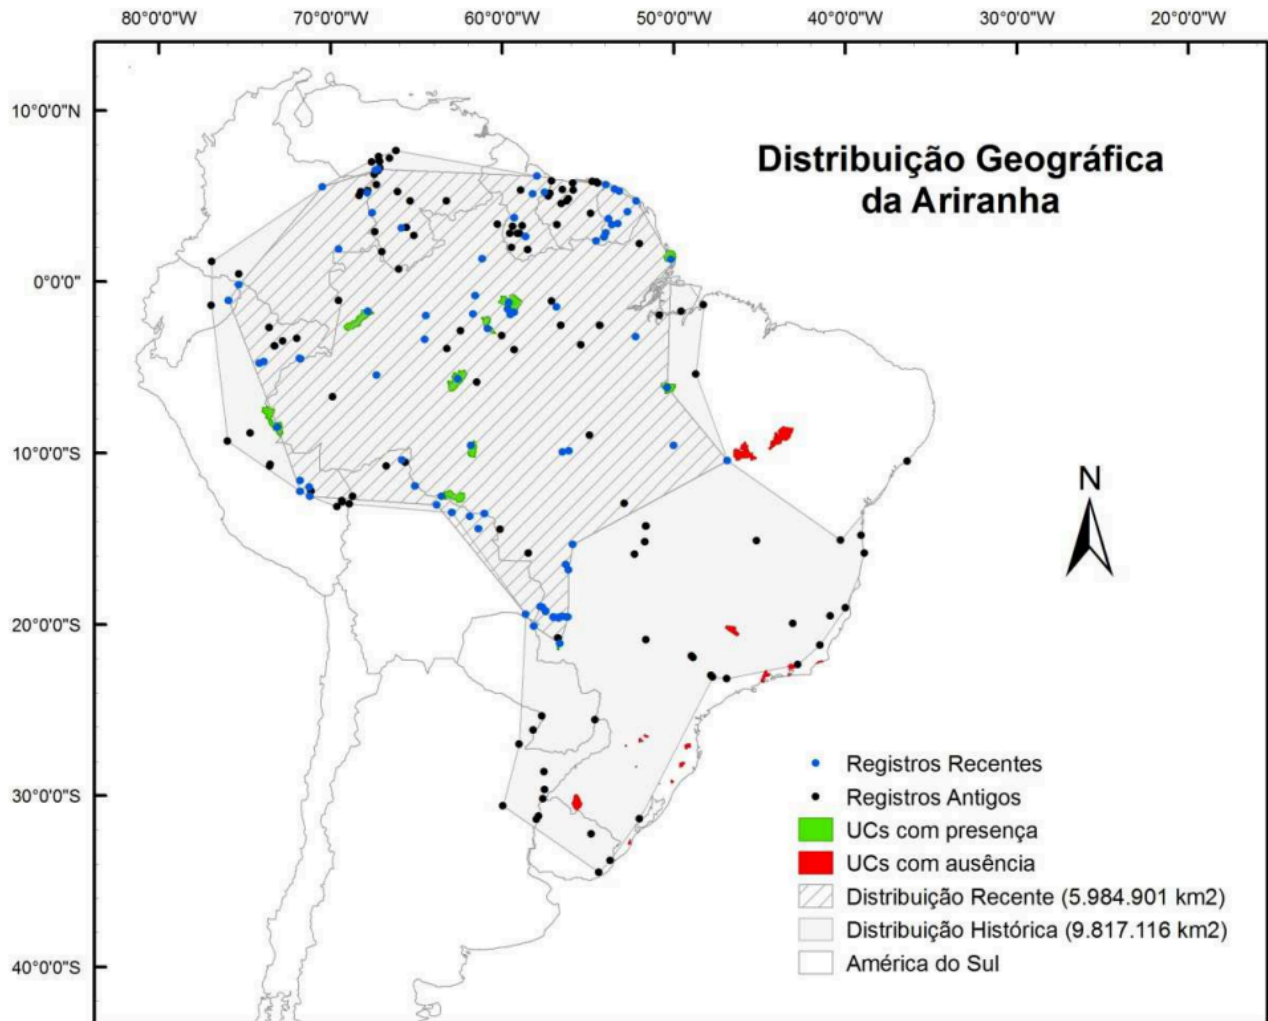 80°0'0"W 70°0'0"W 60°0'0"W 50°0'0"W 40°0'0"W 30°0'0"W 20°0'0"W
10°0'0"N
Distribuição Geográfica
da Ariranha
0°0'0"
10°0'0"S
N
20°0'0"S
Registros Recentes
30°0'0"S
Registros Antigos
UCs com presença
UCs com ausência
Distribuição Recente (5.984.901 km2)
Distribuição Histórica (9.817.116 km2)
América do Sul
40°0'0"S